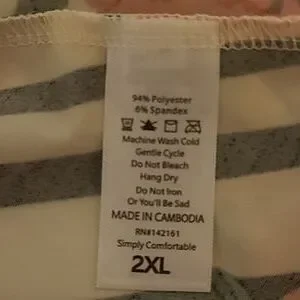 94% Polyester
6% Spandex
Machine Wash Cold
Gentle Cycle
Do Not Bleach
Hang Dry
Do Not Iron
Or You'll Be Sad
MADE IN CAMBODIA
RN#142161
Simply Comfortable
2XL